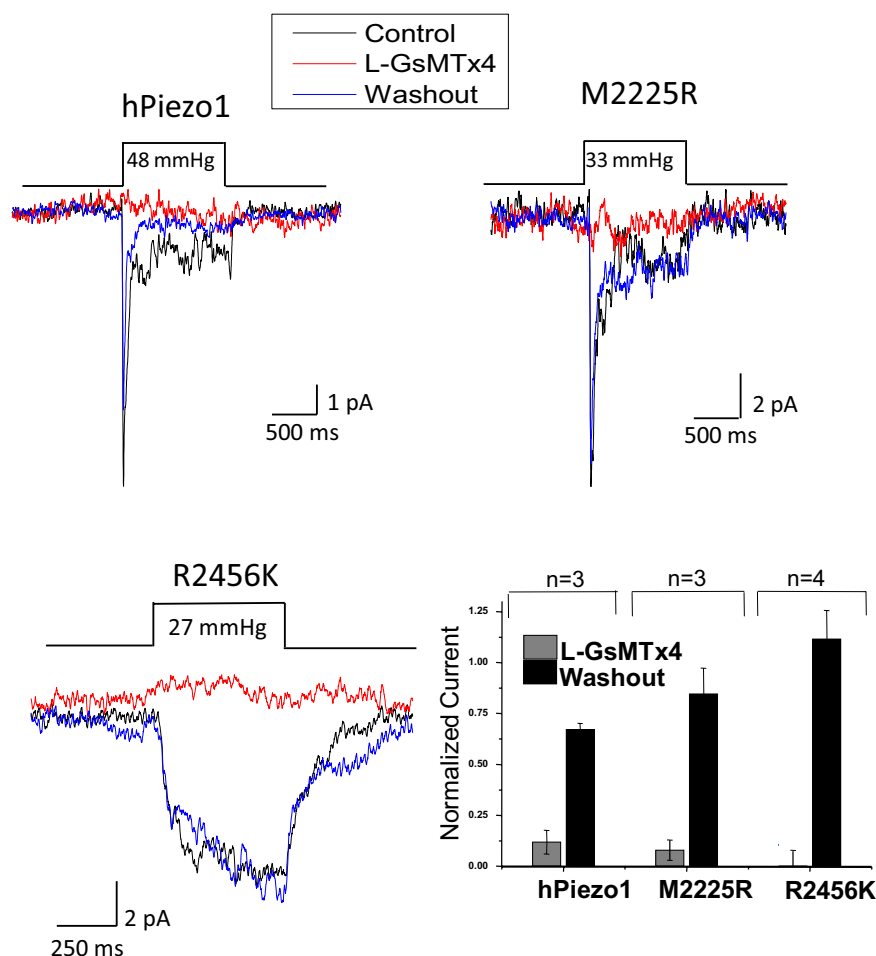 Control
L-GsMTx4
Washout
hPiezo1
48 mmHg
1 pA
500 ms
M2225R
33 mmHg
2 pA
500 ms
R2456K
27 mmHg
2 pA
250 ms
n=3
n=3
n=4
L-GsMTx4
Washout
Normalized Current
1.25
1.00
0.75
0.50
0.25
0.00
hPiezo1
M2225R
R2456K